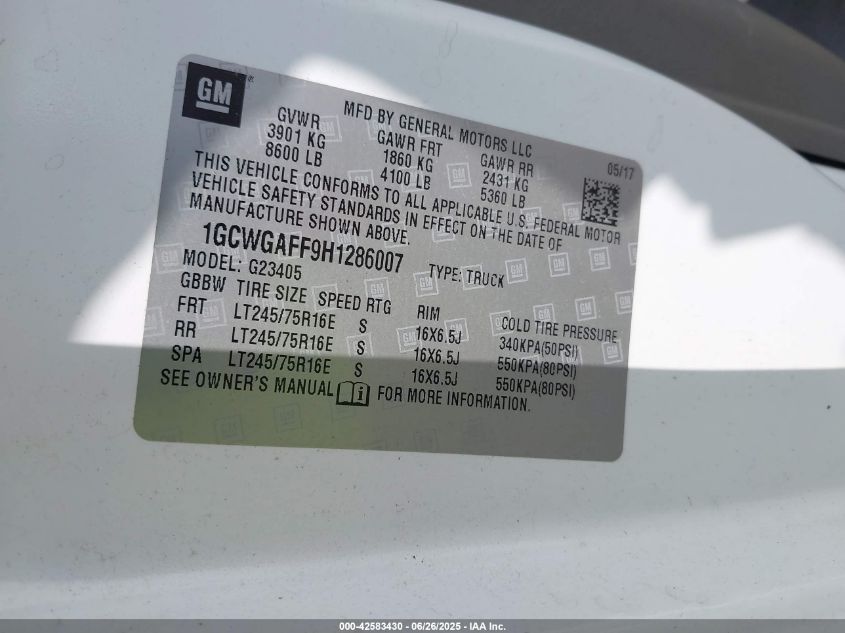 GM
MFD BY GENERAL MOTORS LLC
05/17
GVWR GAWR FRT GAWR RR
3901 KG 1860 KG 2431 KG
8600 LB 4100 LB 5360 LB
THIS VEHICLE CONFORMS TO ALL APPLICABLE U.S. FEDERAL MOTOR
VEHICLE SAFETY STANDARDS IN EFFECT ON THE DATE OF
MANUFACTURE SHOWN ABOVE.
1GCWGAFF9H1286007 TYPE: TRUCK
MODEL: G23405
GBBW TIRE SIZE SPEED RTG RIM COLD TIRE PRESSURE
FRT LT245/75R16E S 16X6.5J 340KPA(50PSI)
RR LT245/75R16E S 16X6.5J 550KPA(80PSI)
SPA LT245/75R16E S 16X6.5J 550KPA(80PSI)
SEE OWNER'S MANUAL i FOR MORE INFORMATION.
000-42583430 - 06/26/2025 - IAA Inc.